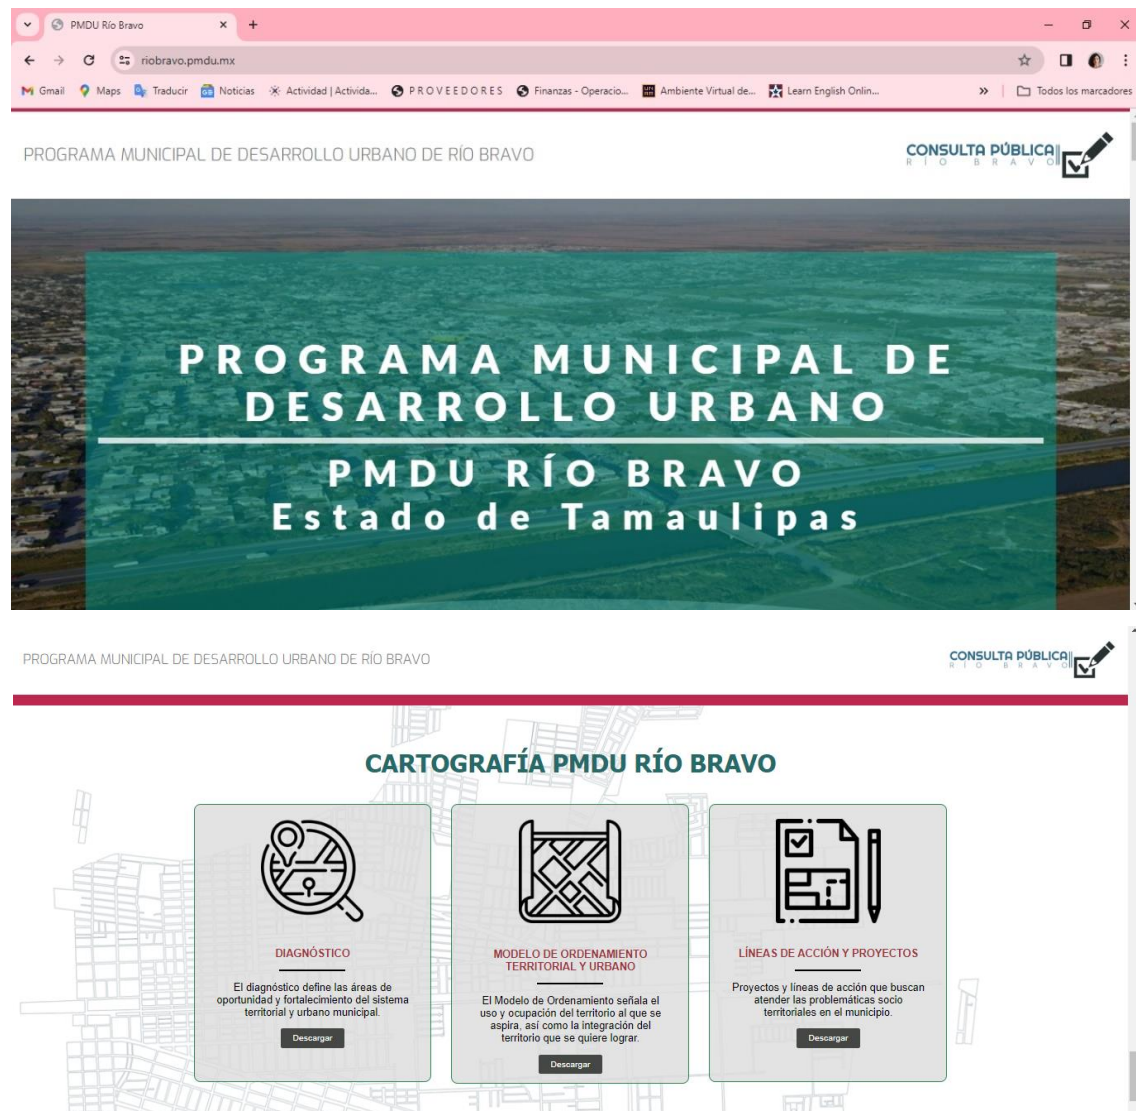 PMDU Río Bravo
riobravo.pmdu.mx
Gmail Maps Traducir Noticias Actividad | Activida... P R O V E E D O R E S Finanzas - Operacio... Ambiente Virtual de... Learn English Onlin... » Todos los marcadores
PROGRAMA MUNICIPAL DE DESARROLLO URBANO DE RÍO BRAVO
CONSULTA PÚBLICA
RÍO BRAVO
PROGRAMA MUNICIPAL DE
DESARROLLO URBANO
PMDU RÍO BRAVO
Estado de Tamaulipas
PROGRAMA MUNICIPAL DE DESARROLLO URBANO DE RÍO BRAVO
CONSULTA PÚBLICA
RÍO BRAVO
CARTOGRAFÍA PMDU RÍO BRAVO
DIAGNÓSTICO
El diagnóstico define las áreas de
oportunidad y fortalecimiento del sistema
territorial y urbano municipal.
Descargar
MODELO DE ORDENAMIENTO
TERRITORIAL Y URBANO
El Modelo de Ordenamiento señala el
uso y ocupación del territorio al que se
aspira, así como la integración del
territorio que se quiere lograr.
Descargar
LÍNEAS DE ACCIÓN Y PROYECTOS
Proyectos y líneas de acción que buscan
atender las problemáticas socio
territoriales en el municipio.
Descargar